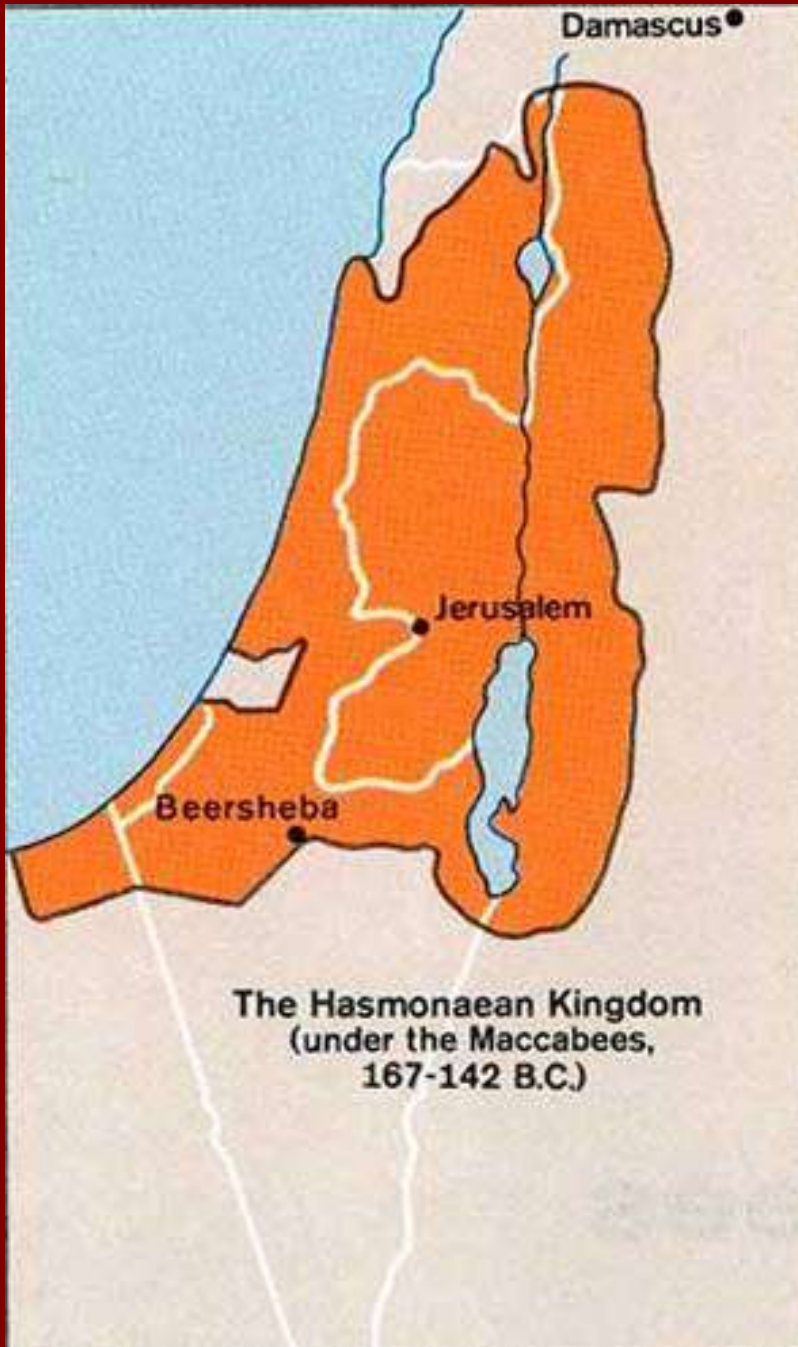 Damascus
Jerusalem
Beersheba
The Hasmonaean Kingdom
(under the Maccabees,
167-142 B.C.)